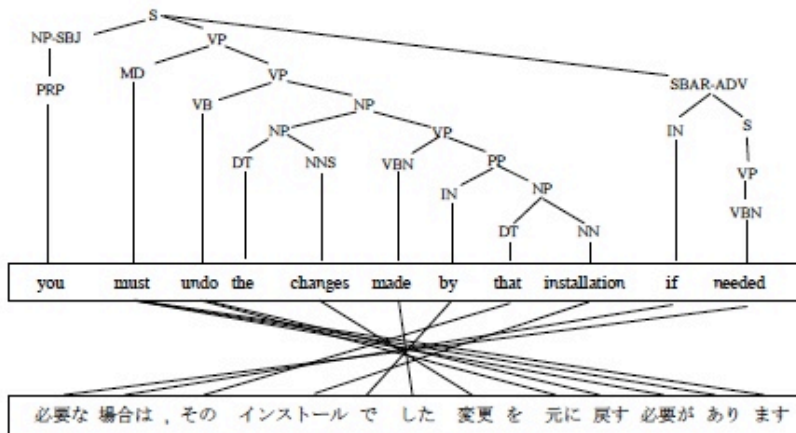 S
NP-SBJ VP
MD VP SBAR-ADV
PRP VB NP IN S
NP VP
DT NNS VBN PP VP
IN NP VBN
DT NN
you must undo the changes made by that installation if needed
必要な 場合は , その インストール で した 変更 を 元に 戻す 必要が あり ます